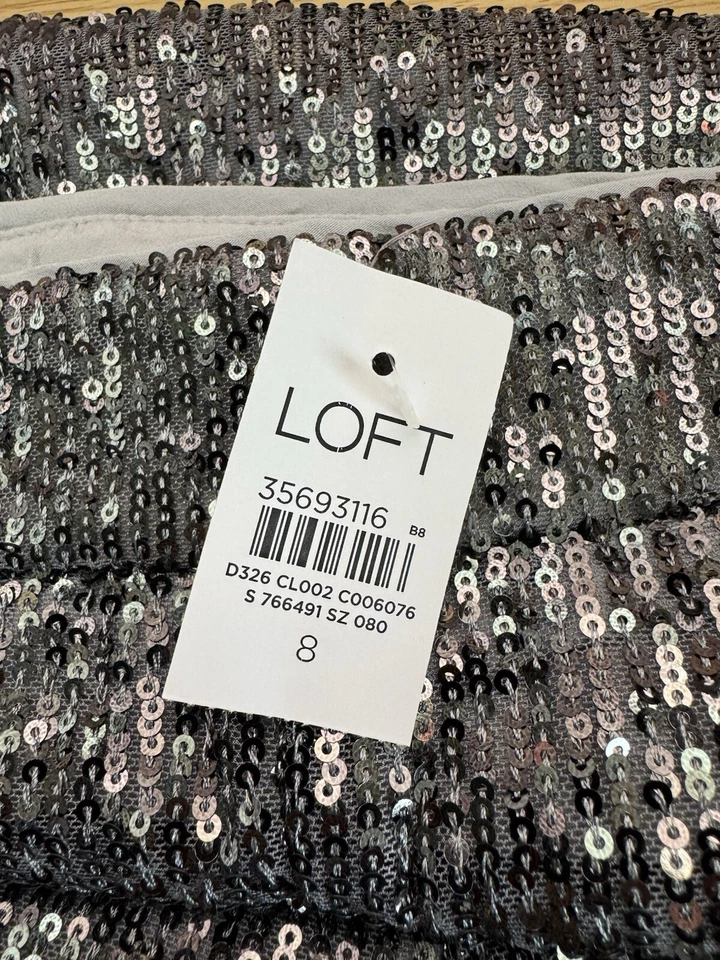 LOFT
35693116 B8
D326 CL002 C006076
S 766491 SZ 080
8